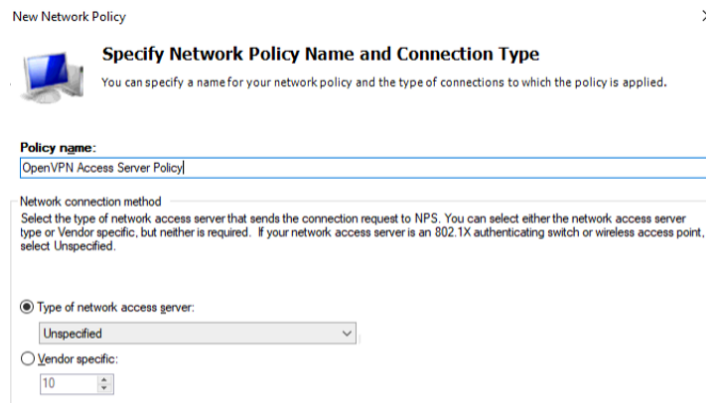 New Network Policy
Specify Network Policy Name and Connection Type
You can specify a name for your network policy and the type of connections to which the policy is applied.
Policy name:
OpenVPN Access Server Policy
Network connection method
Select the type of network access server that sends the connection request to NPS. You can select either the network access server
type or Vendor specific, but neither is required. If your network access server is an 802.1X authenticating switch or wireless access point,
select Unspecified.
Type of network access server:
Unspecified
Vendor specific:
10